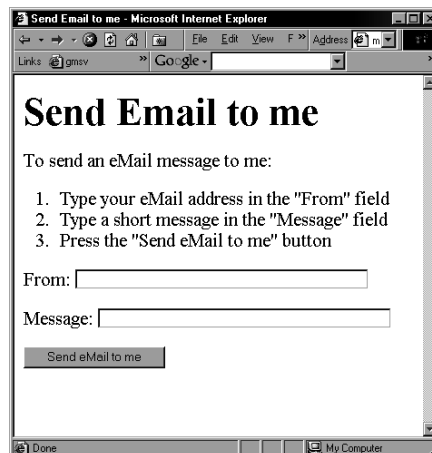 Send Email to me - Microsoft Internet Explorer
File Edit View F » Address m
Links gmsv » Google »
Send Email to me
To send an eMail message to me:
1. Type your eMail address in the "From" field
2. Type a short message in the "Message" field
3. Press the "Send eMail to me" button
From:
Message:
Send eMail to me
Done My Computer